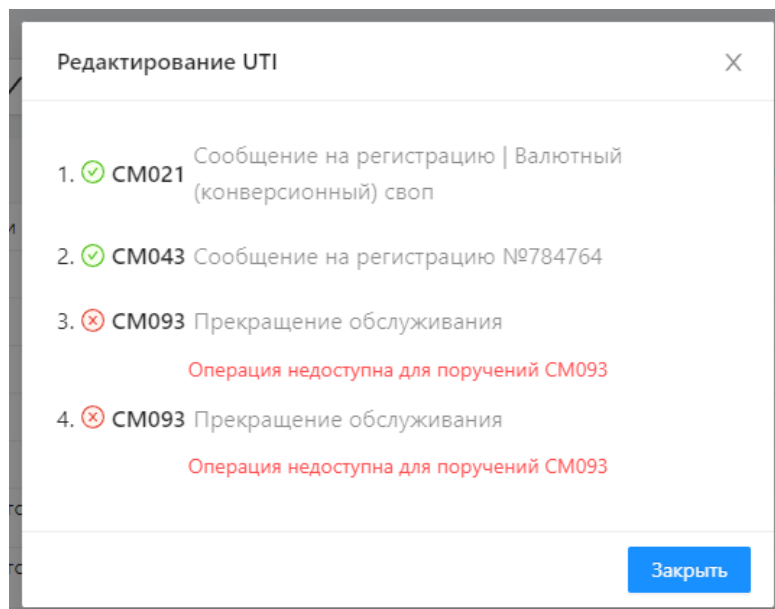 Редактирование UTI
1. CM021 Сообщение на регистрацию | Валютный
(конверсионный) своп
2. CM043 Сообщение на регистрацию №784764
3. CM093 Прекращение обслуживания
Операция недоступна для поручений CM093
4. CM093 Прекращение обслуживания
Операция недоступна для поручений CM093
Закрыть